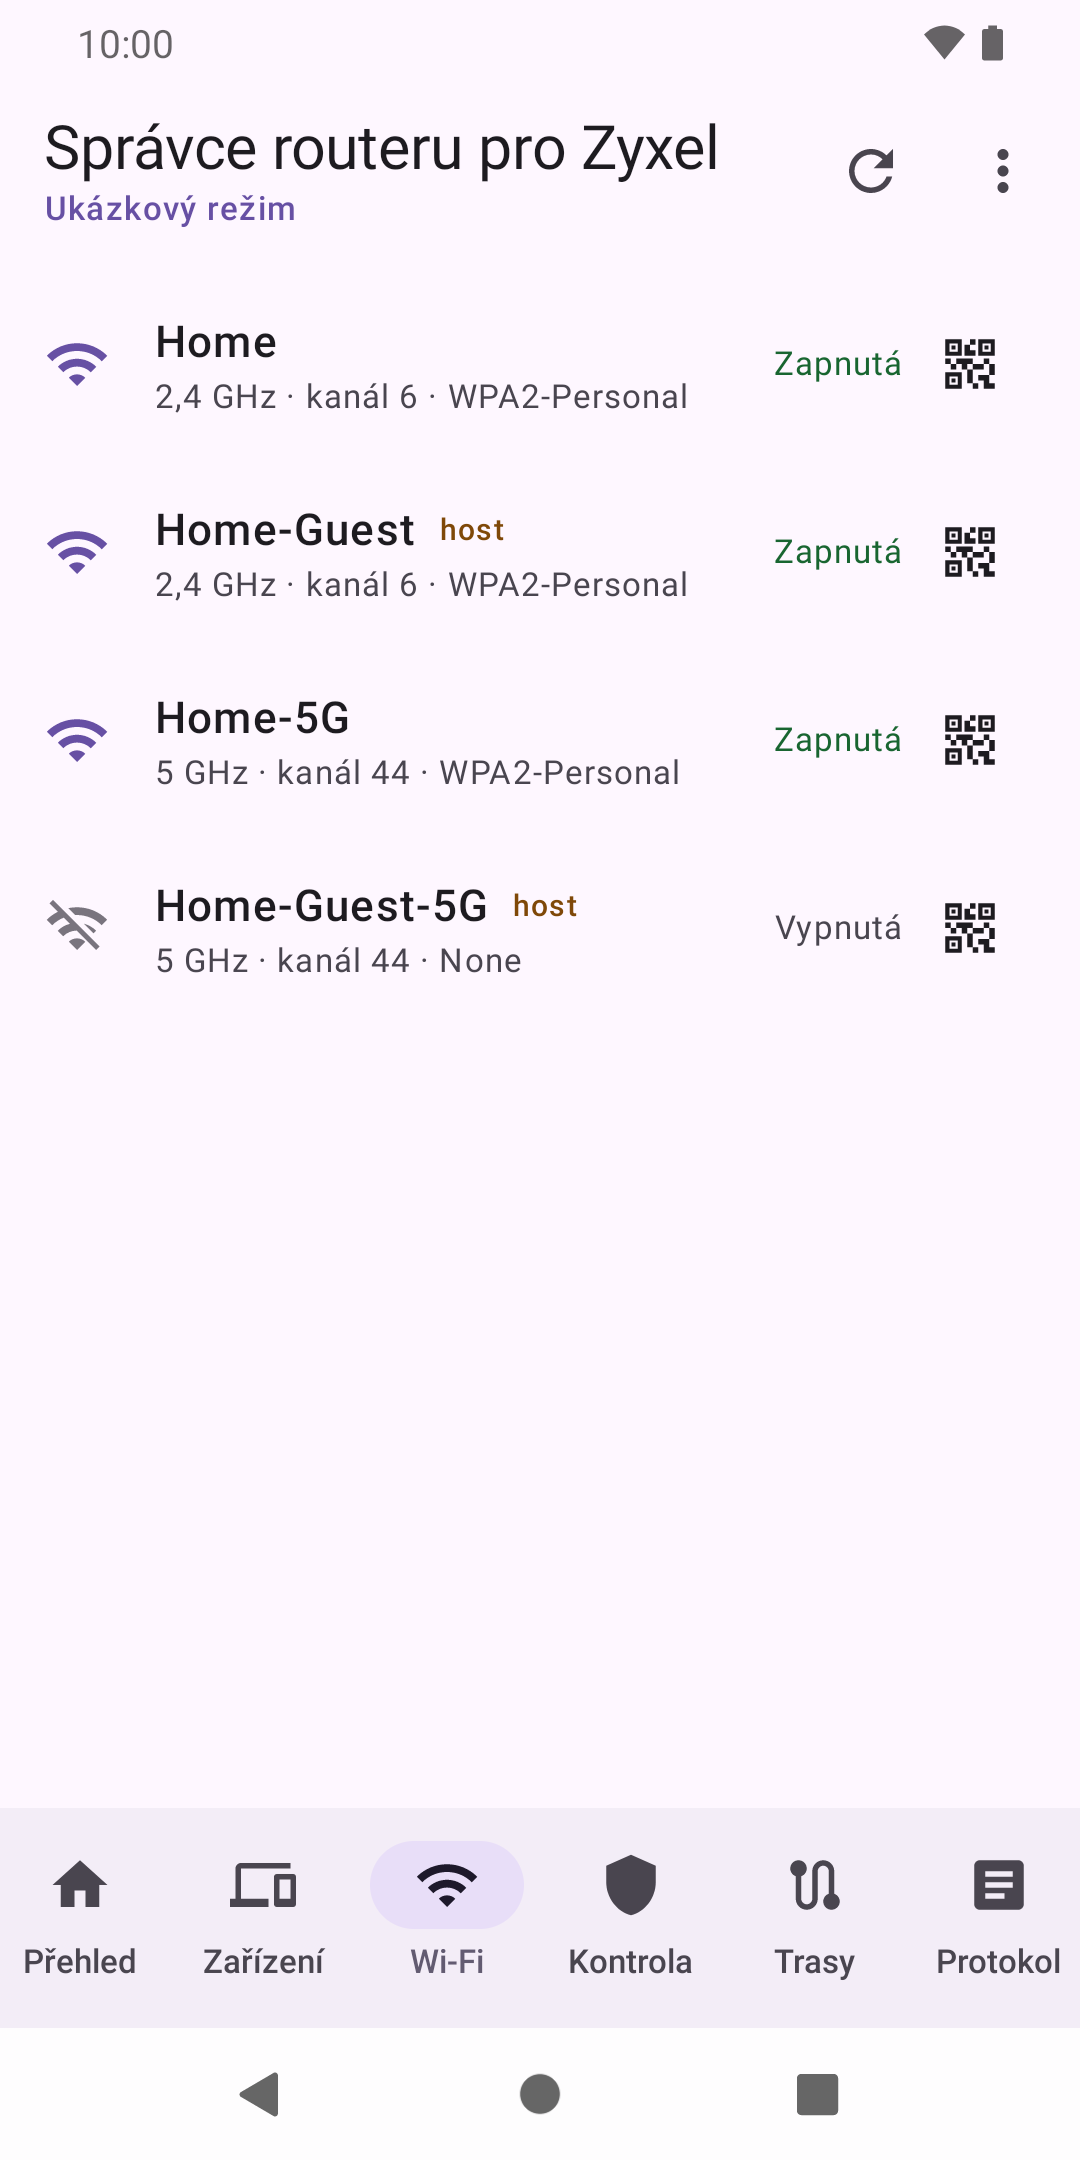 10:00
Správce routeru pro Zyxel
Ukázkový režim
Home
2,4 GHz · kanál 6 · WPA2-Personal
Zapnutá
Home-Guest host
2,4 GHz · kanál 6 · WPA2-Personal
Zapnutá
Home-5G
5 GHz · kanál 44 · WPA2-Personal
Zapnutá
Home-Guest-5G host
5 GHz · kanál 44 · None
Vypnutá
Přehled
Zařízení
Wi-Fi
Kontrola
Trasy
Protokol